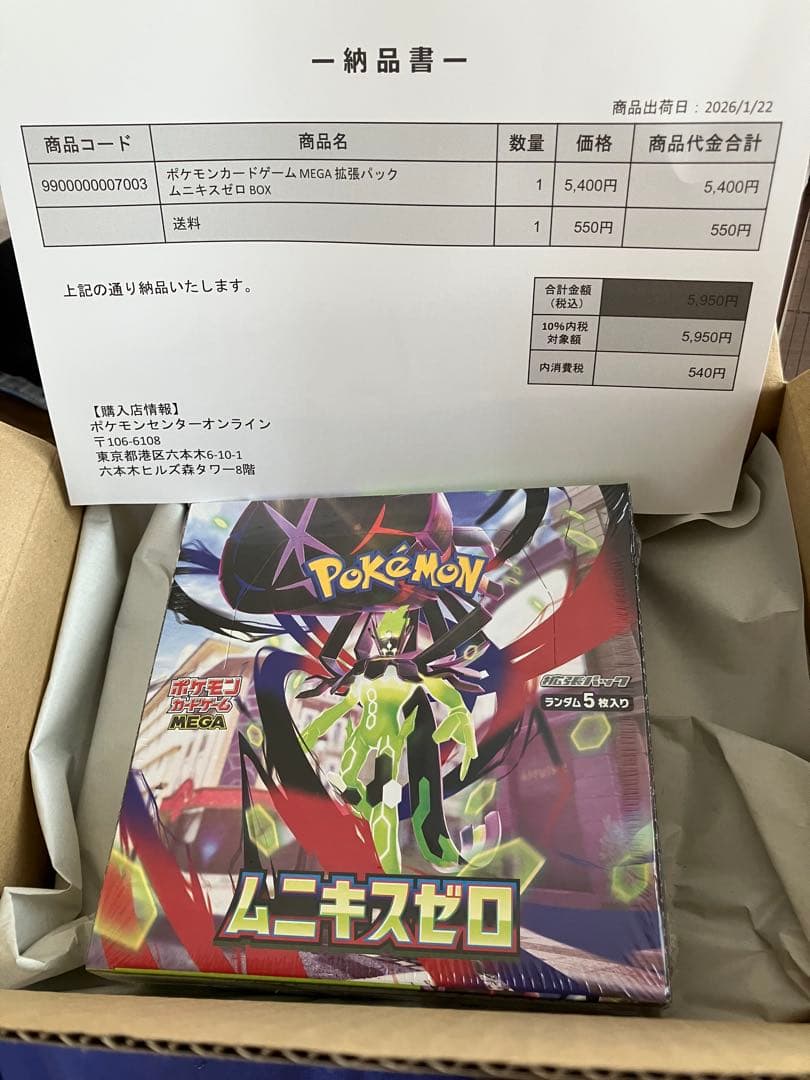 ー納品書ー
商品出荷日：2026/1/22
商品コード 商品名 数量 価格 商品代金合計
9900000007003 ポケモンカードゲーム MEGA 拡張パック
ムニキスゼロ BOX 1 5,400円 5,400円
送料 1 550円 550円
上記の通り納品いたします。
合計金額
（税込） 5,950円
10%内税
対象額 5,950円
内消費税 540円
【購入店情報】
ポケモンセンターオンライン
〒106-6108
東京都港区六本木6-10-1
六本木ヒルズ森タワー8階
POKéMON
ポケモン
カードゲーム
MEGA
拡張パック
ランダム5枚入り
ムニキスゼロ